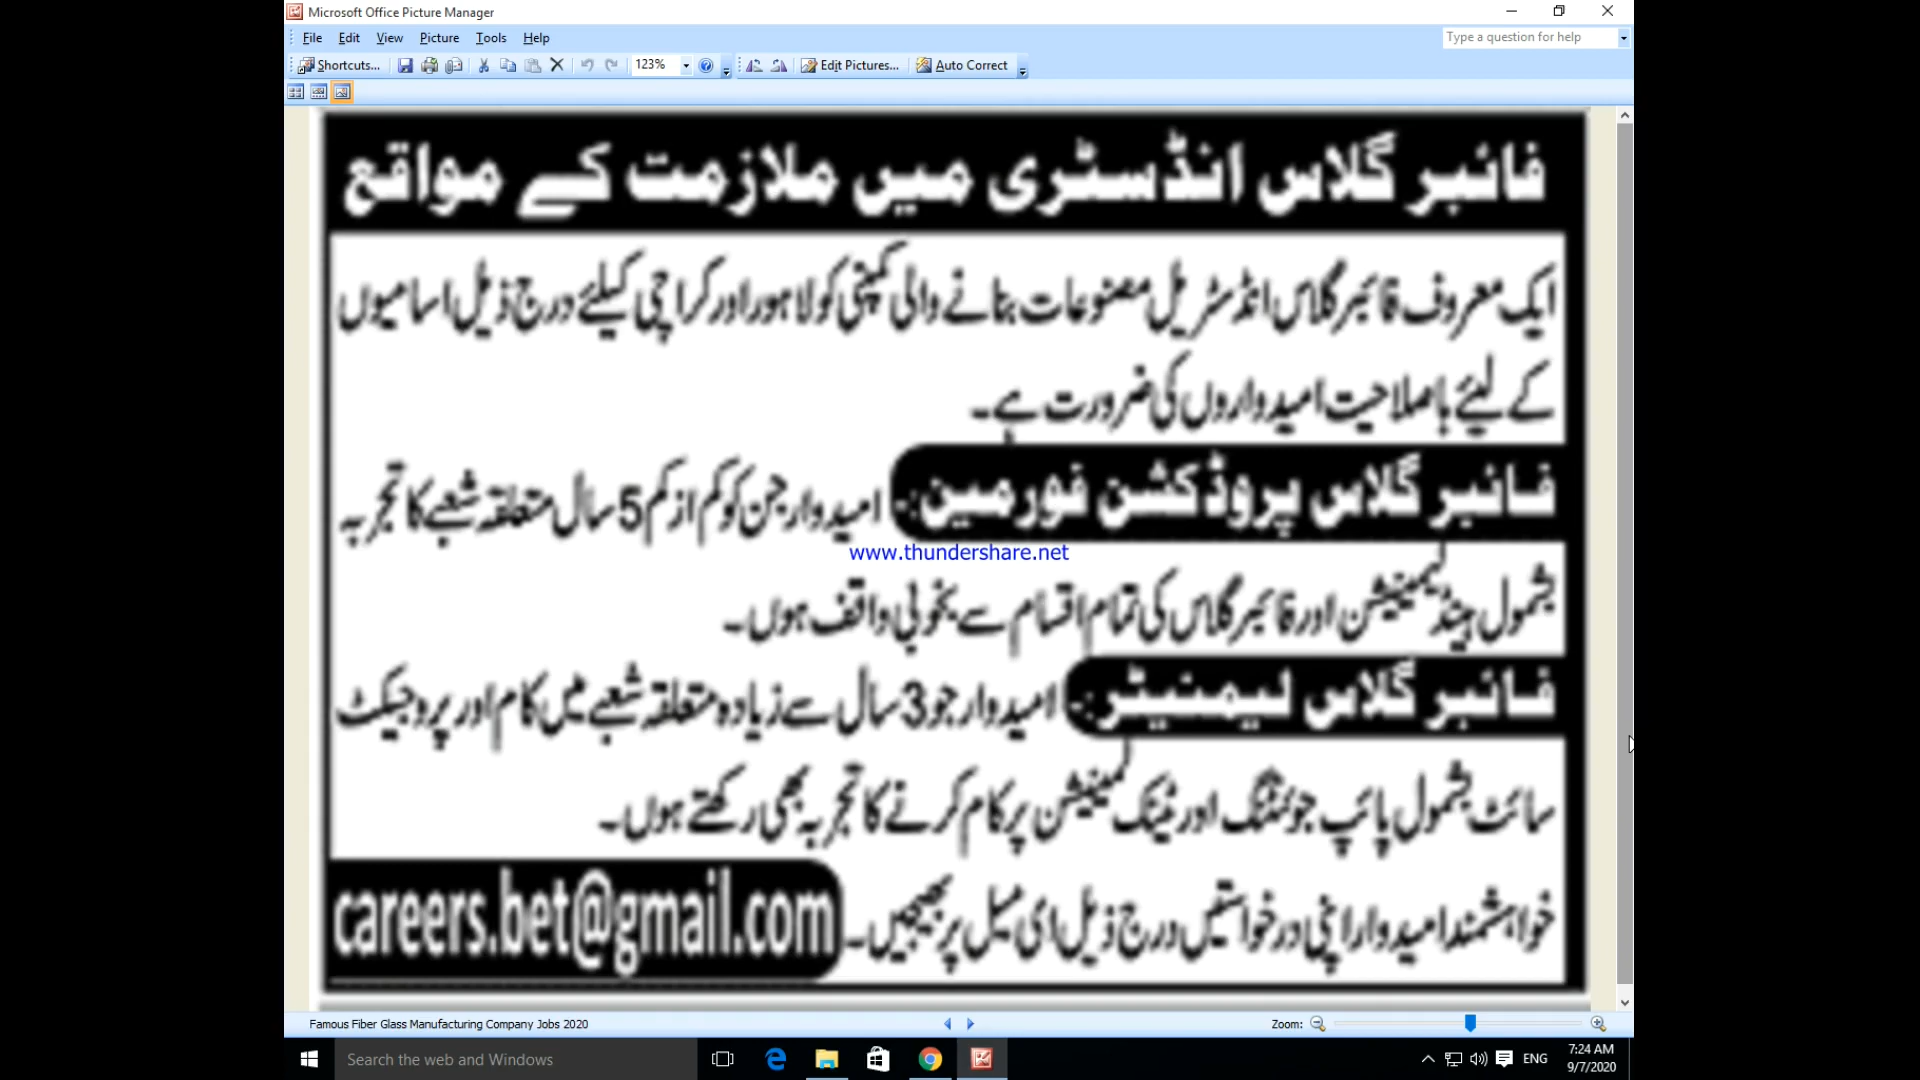 Microsoft Office Picture Manager
File Edit View Picture Tools Help
Type a question for help
Shortcuts... 123% Edit Pictures... Auto Correct
فائبر گلاس انڈسٹری میں ملازمت کے مواقع
ایک معروف فائبر گلاس انڈسٹریل مصنوعات بنانے والی کمپنی کو لاہور اور کراچی کیلئے درج ذیل اسامیوں
کے لیئے باصلاحیت امیدواروں کی ضرورت ہے۔
فائبر گلاس پروڈکشن فورمین:۔ امیدوار جن کو کم از کم 5 سال متعلقہ شعبے کا تجربہ
www.thundershare.net
بشمول ہینڈ لیمینیشن اور فائبر گلاس کی تمام اقسام سے بخوبی واقف ہوں۔
فائبر گلاس لیمنیٹر:۔ امیدوار جو 3 سال سے زیادہ متعلقہ شعبے میں کام اور پروجیکٹ
سائٹ بشمول پائپ جوئنٹنگ اور ٹینک لیمینیشن پر کام کرنے کا تجربہ بھی رکھتے ہوں۔
خواہشمند امیدوار اپنی درخواستیں درج ذیل ای میل پر بھیجیں۔ careers.bet@gmail.com
Famous Fiber Glass Manufacturing Company Jobs 2020
Zoom:
Search the web and Windows
ENG
7:24 AM
9/7/2020